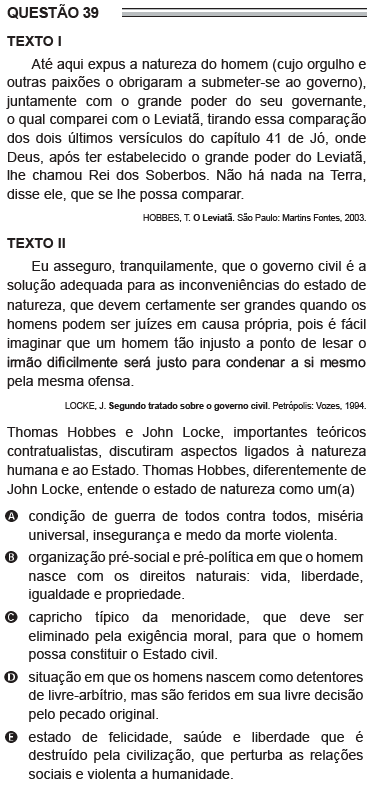 QUESTÃO 39
TEXTO I
Até aqui expus a natureza do homem (cujo orgulho e
outras paixões o obrigaram a submeter-se ao governo),
juntamente com o grande poder do seu governante,
o qual comparei com o Leviatã, tirando essa comparação
dos dois últimos versículos do capítulo 41 de Jó, onde
Deus, após ter estabelecido o grande poder do Leviatã,
lhe chamou Rei dos Soberbos. Não há nada na Terra,
disse ele, que se lhe possa comparar.
HOBBES, T. O Leviatã. São Paulo: Martins Fontes, 2003.
TEXTO II
Eu asseguro, tranquilamente, que o governo civil é a
solução adequada para as inconveniências do estado de
natureza, que devem certamente ser grandes quando os
homens podem ser juízes em causa própria, pois é fácil
imaginar que um homem tão injusto a ponto de lesar o
irmão dificilmente será justo para condenar a si mesmo
pela mesma ofensa.
LOCKE, J. Segundo tratado sobre o governo civil. Petrópolis: Vozes, 1994.
Thomas Hobbes e John Locke, importantes teóricos
contratualistas, discutiram aspectos ligados à natureza
humana e ao Estado. Thomas Hobbes, diferentemente de
John Locke, entende o estado de natureza como um(a)
A condição de guerra de todos contra todos, miséria
universal, insegurança e medo da morte violenta.
B organização pré-social e pré-política em que o homem
nasce com os direitos naturais: vida, liberdade,
igualdade e propriedade.
C capricho típico da menoridade, que deve ser
eliminado pela exigência moral, para que o homem
possa constituir o Estado civil.
D situação em que os homens nascem como detentores
de livre-arbítrio, mas são feridos em sua livre decisão
pelo pecado original.
E estado de felicidade, saúde e liberdade que é
destruído pela civilização, que perturba as relações
sociais e violenta a humanidade.